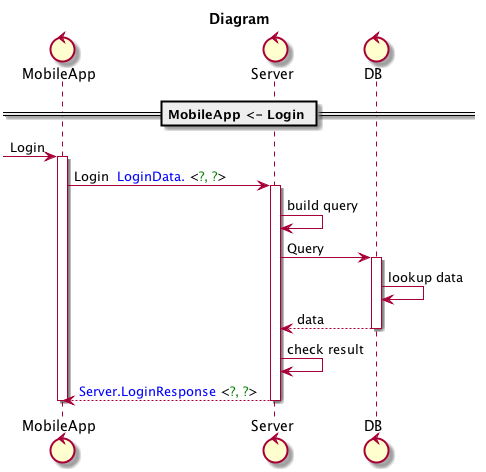 Diagram
MobileApp Server DB
MobileApp <- Login
Login
Login LoginData. <?, ?>
build query
Query
lookup data
data
check result
Server.LoginResponse <?, ?>
MobileApp Server DB